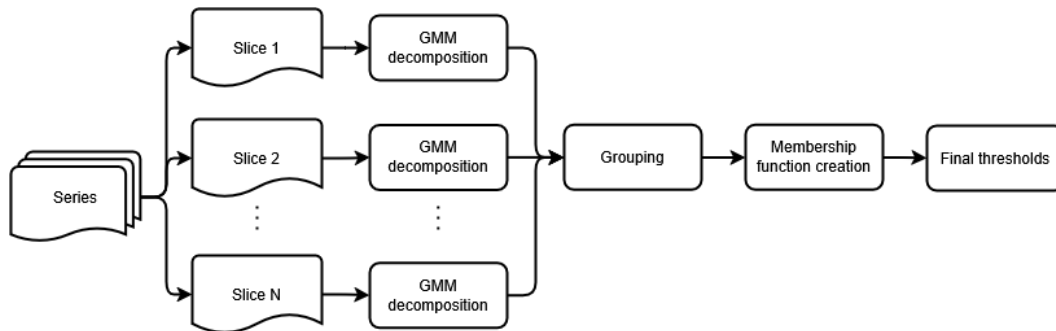 Series
Slice 1
GMM
decomposition
Slice 2
GMM
decomposition
Slice N
GMM
decomposition
Grouping
Membership
function creation
Final thresholds